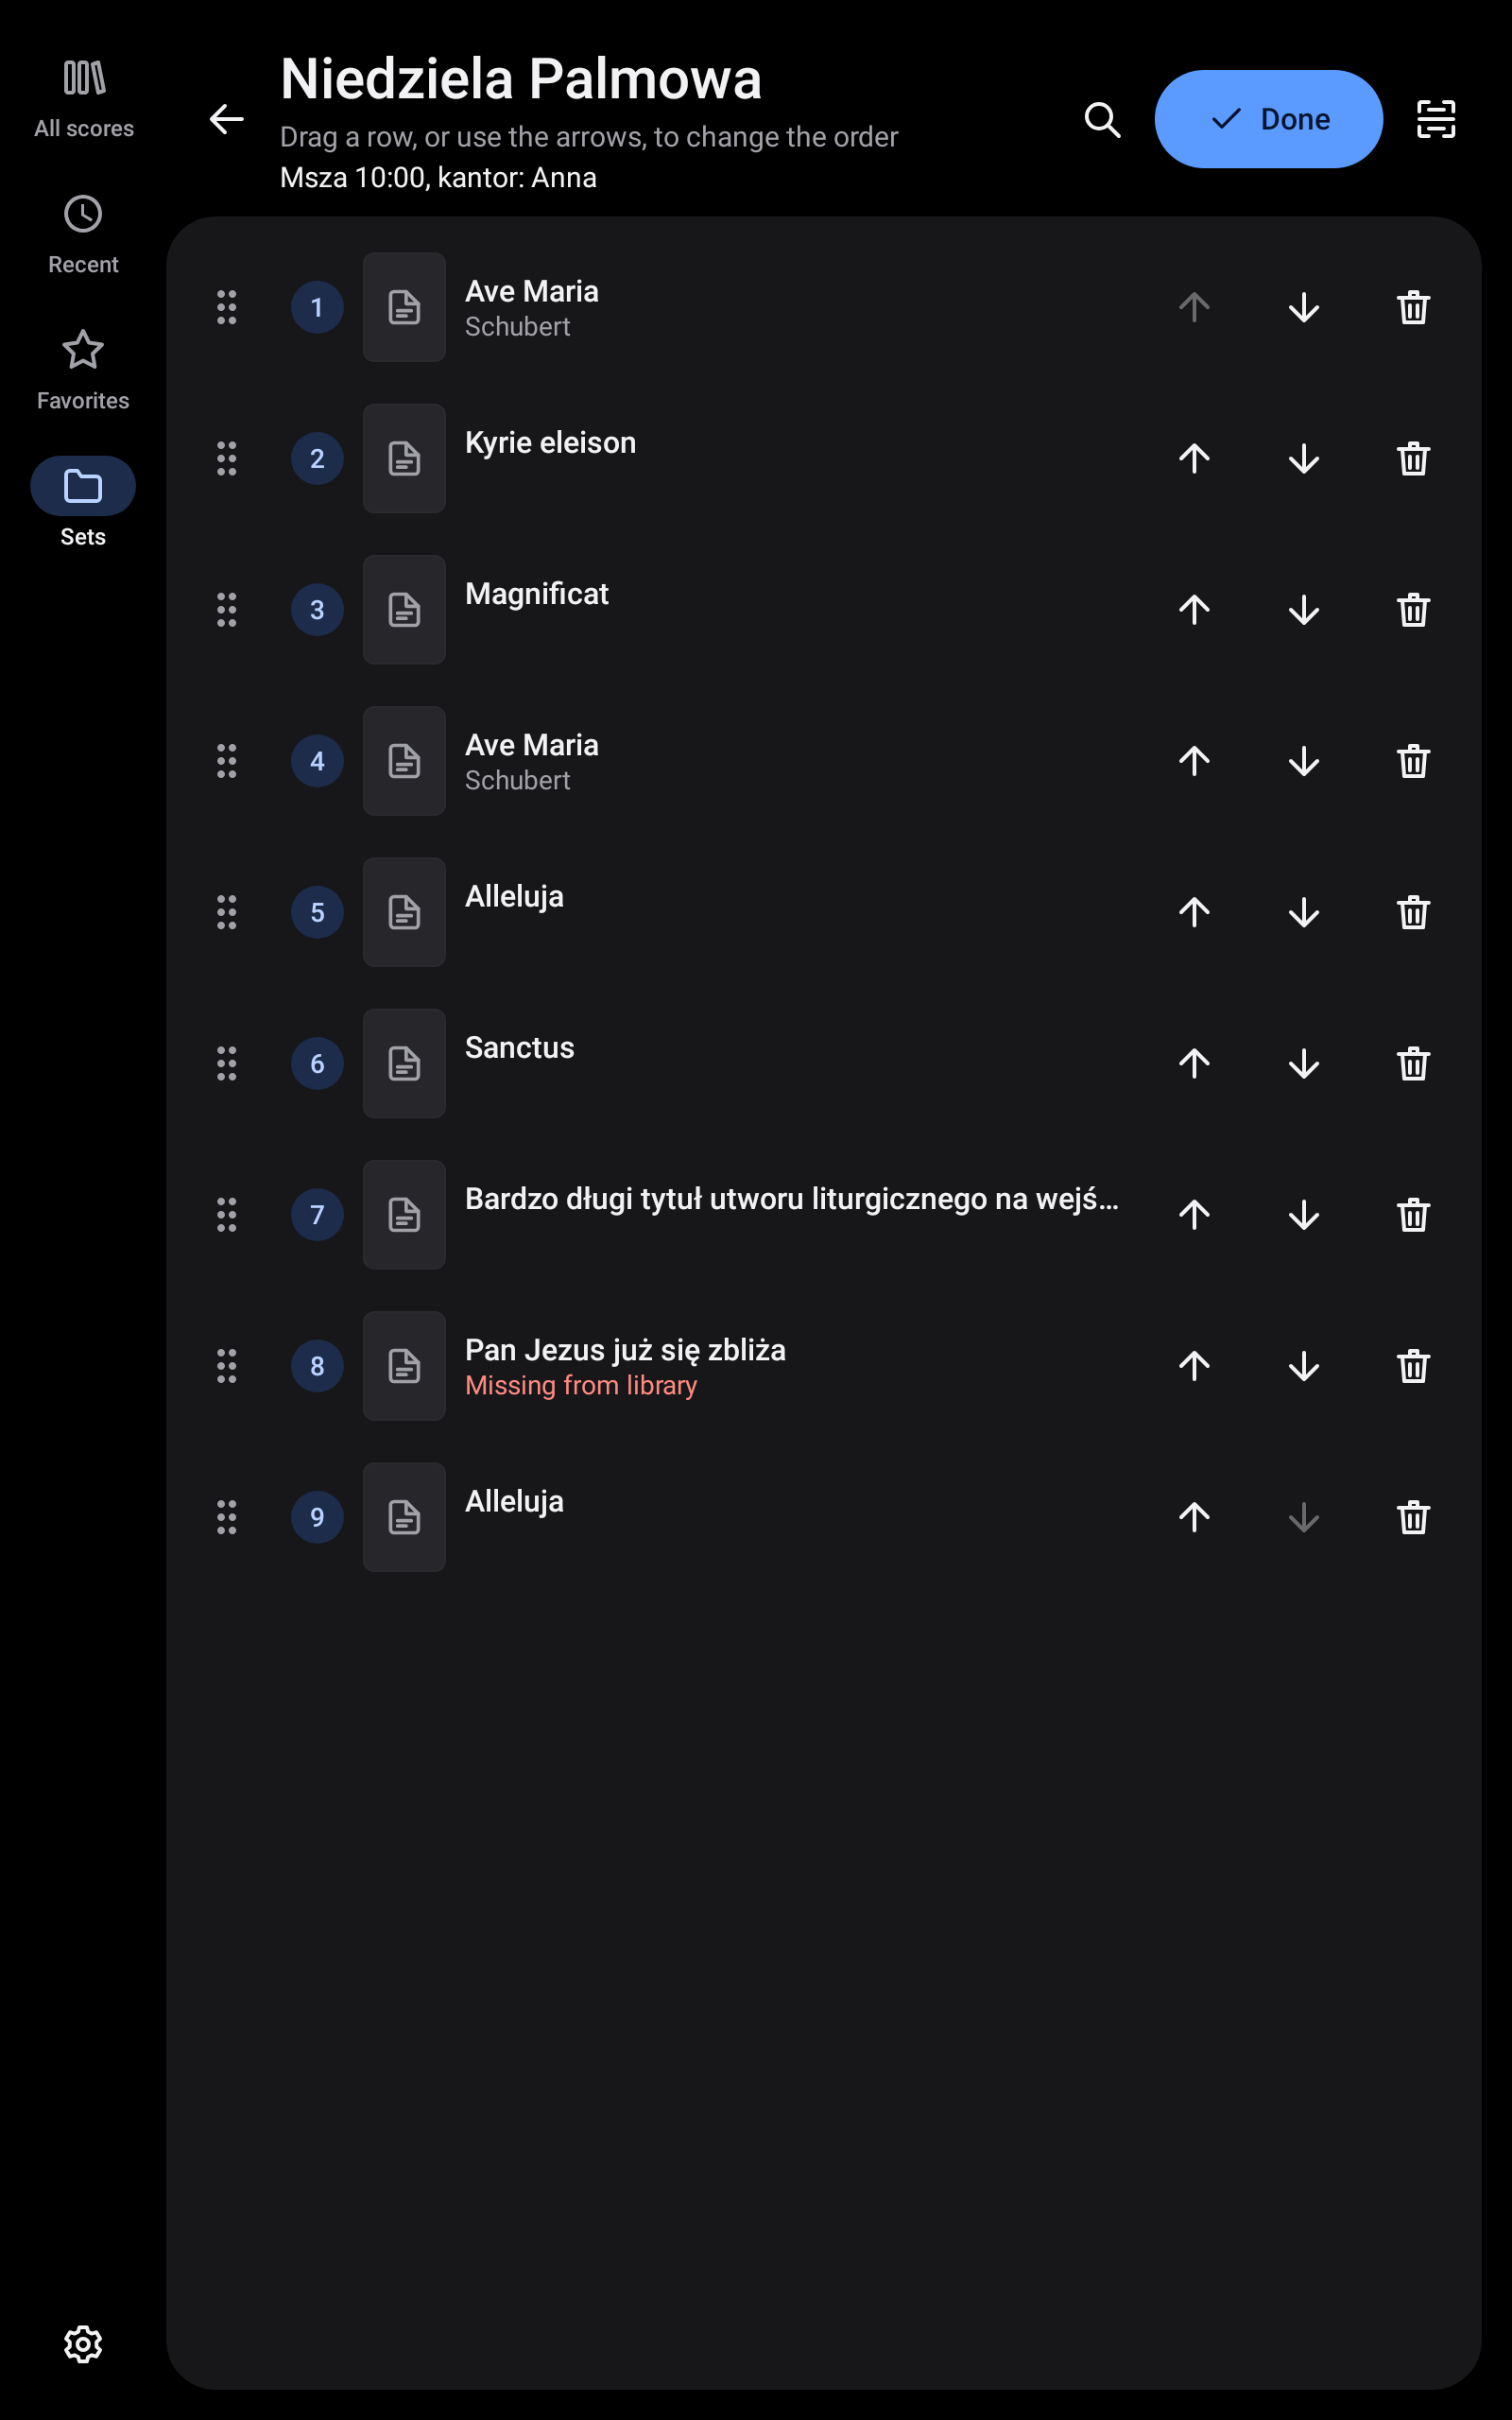 All scores
Recent
Favorites
Sets
Niedziela Palmowa
Drag a row, or use the arrows, to change the order
Msza 10:00, kantor: Anna
Done
1
Ave Maria
Schubert
2
Kyrie eleison
3
Magnificat
4
Ave Maria
Schubert
5
Alleluja
6
Sanctus
7
Bardzo długi tytuł utworu liturgicznego na wejś…
8
Pan Jezus już się zbliża
Missing from library
9
Alleluja